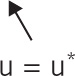 u = u*